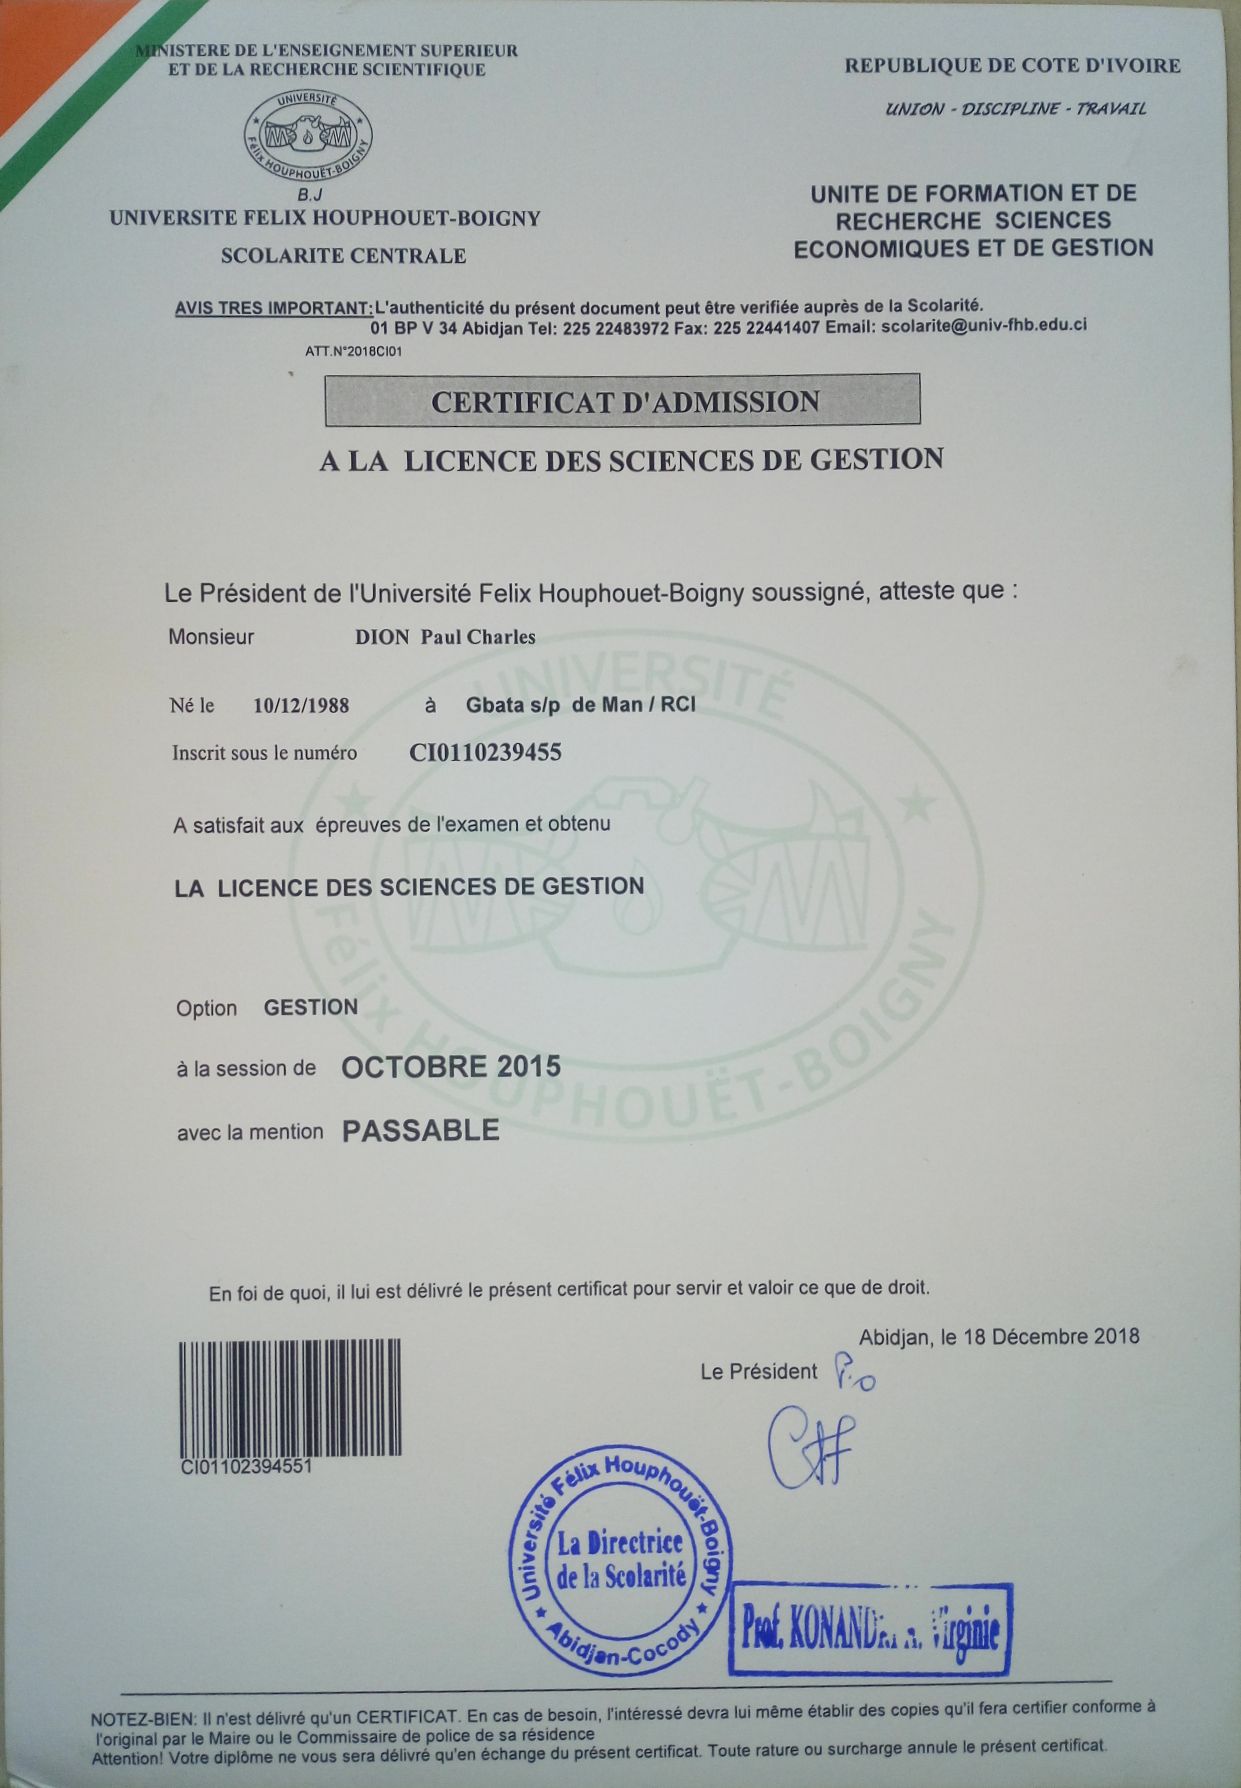 MINISTERE DE L'ENSEIGNEMENT SUPERIEUR
ET DE LA RECHERCHE SCIENTIFIQUE
UNIVERSITÉ
Félix HOUPHOUËT-BOIGNY
B.J
UNIVERSITE FELIX HOUPHOUET-BOIGNY
SCOLARITE CENTRALE
REPUBLIQUE DE COTE D'IVOIRE
UNION - DISCIPLINE - TRAVAIL
UNITE DE FORMATION ET DE
RECHERCHE SCIENCES
ECONOMIQUES ET DE GESTION
AVIS TRES IMPORTANT:L'authenticité du présent document peut être verifiée auprès de la Scolarité.
01 BP V 34 Abidjan Tel: 225 22483972 Fax: 225 22441407 Email: scolarite@univ-fhb.edu.ci
ATT.N°2018CI01
CERTIFICAT D'ADMISSION
A LA LICENCE DES SCIENCES DE GESTION
Le Président de l'Université Felix Houphouet-Boigny soussigné, atteste que :
Monsieur DION Paul Charles
UNIVERSITÉ
Né le 10/12/1988 à Gbata s/p de Man / RCI
Inscrit sous le numéro CI0110239455
A satisfait aux épreuves de l'examen et obtenu
LA LICENCE DES SCIENCES DE GESTION
Option GESTION
à la session de OCTOBRE 2015
Félix HOUPHOUËT-BOIGNY
avec la mention PASSABLE
En foi de quoi, il lui est délivré le présent certificat pour servir et valoir ce que de droit.
Abidjan, le 18 Décembre 2018
Le Président P.o
CI01102394551
Université Félix Houphouët-Boigny
La Directrice
de la Scolarité
Abidjan-Cocody
Prof. Virginie
NOTEZ-BIEN: Il n'est délivré qu'un CERTIFICAT. En cas de besoin, l'intéressé devra lui même établir des copies qu'il fera certifier conforme à
l'original par le Maire ou le Commissaire de police de sa résidence
Attention! Votre diplôme ne vous sera délivré qu'en échange du présent certificat. Toute rature ou surcharge annule le présent certificat.